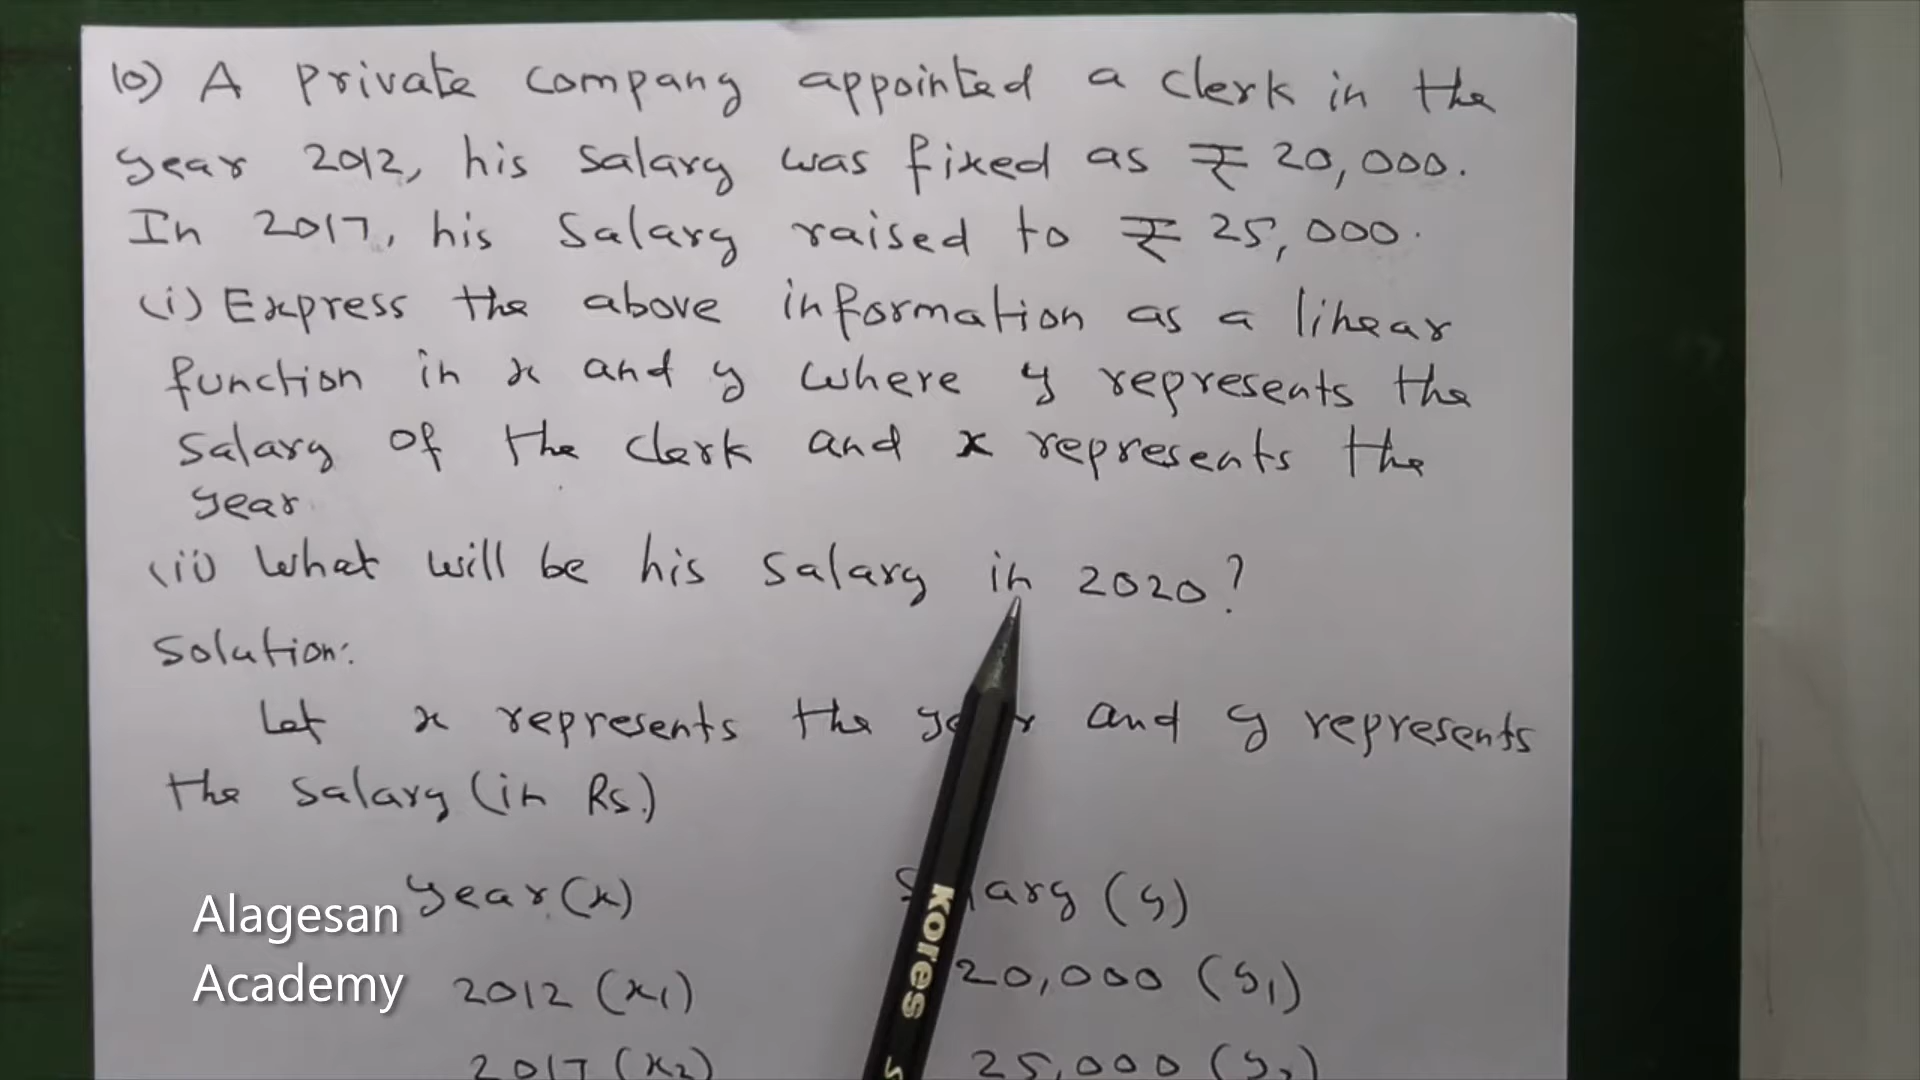 10) A private company appointed a clerk in the
year 2012, his salary was fixed as ₹ 20,000.
In 2017, his salary raised to ₹ 25,000.
(i) Express the above information as a linear
function in x and y where y represents the
salary of the clerk and x represents the
year
(ii) What will be his salary in 2020?
Solution:
Let x represents the year and y represents
the salary (in Rs.)
Year (x) Salary (y)
2012 (x1) 20,000 (y1)
2017 (x2) 25,000 (y2)
Alagesan
Academy
Kores